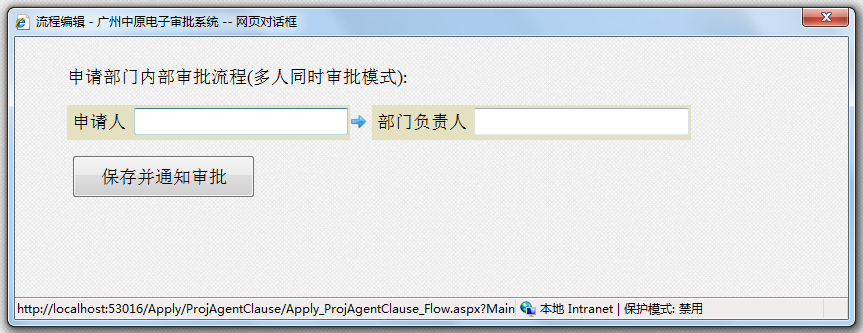 流程编辑 - 广州中原电子审批系统 -- 网页对话框
申请部门内部审批流程(多人同时审批模式):
申请人 部门负责人
保存并通知审批
http://localhost:53016/Apply/ProjAgentClause/Apply_ProjAgentClause_Flow.aspx?Main 本地 Intranet | 保护模式: 禁用